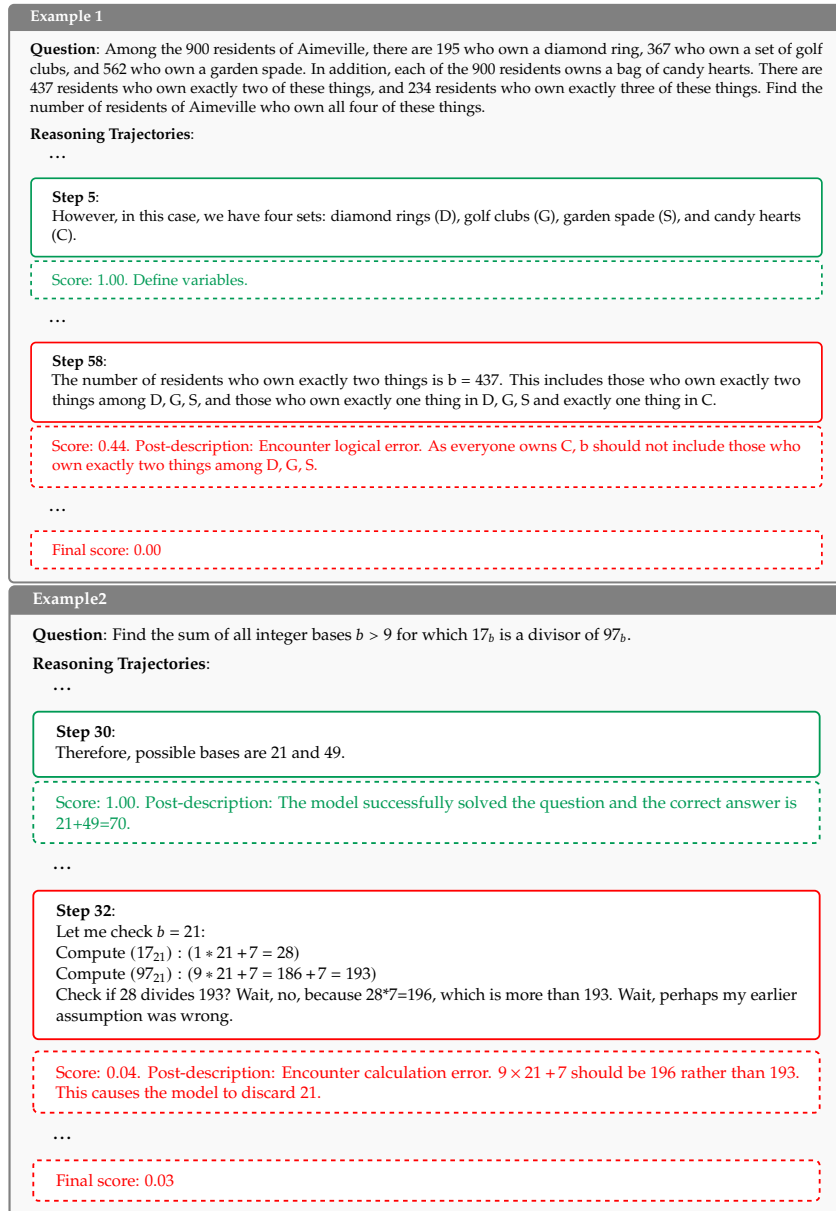 Example 1
Question: Among the 900 residents of Aimeville, there are 195 who own a diamond ring, 367 who own a set of golf
clubs, and 562 who own a garden spade. In addition, each of the 900 residents owns a bag of candy hearts. There are
437 residents who own exactly two of these things, and 234 residents who own exactly three of these things. Find the
number of residents of Aimeville who own all four of these things.
Reasoning Trajectories:
...
Step 5:
However, in this case, we have four sets: diamond rings (D), golf clubs (G), garden spade (S), and candy hearts
(C).
Score: 1.00. Define variables.
...
Step 58:
The number of residents who own exactly two things is b = 437. This includes those who own exactly two
things among D, G, S, and those who own exactly one thing in D, G, S and exactly one thing in C.
Score: 0.44. Post-description: Encounter logical error. As everyone owns C, b should not include those who
own exactly two things among D, G, S.
...
Final score: 0.00
Example2
Question: Find the sum of all integer bases b > 9 for which 17_b is a divisor of 97_b.
Reasoning Trajectories:
...
Step 30:
Therefore, possible bases are 21 and 49.
Score: 1.00. Post-description: The model successfully solved the question and the correct answer is
21+49=70.
...
Step 32:
Let me check b = 21:
Compute (17_21) : (1 * 21 + 7 = 28)
Compute (97_21) : (9 * 21 + 7 = 186 + 7 = 193)
Check if 28 divides 193? Wait, no, because 28*7=196, which is more than 193. Wait, perhaps my earlier
assumption was wrong.
Score: 0.04. Post-description: Encounter calculation error. 9 × 21 + 7 should be 196 rather than 193.
This causes the model to discard 21.
...
Final score: 0.03